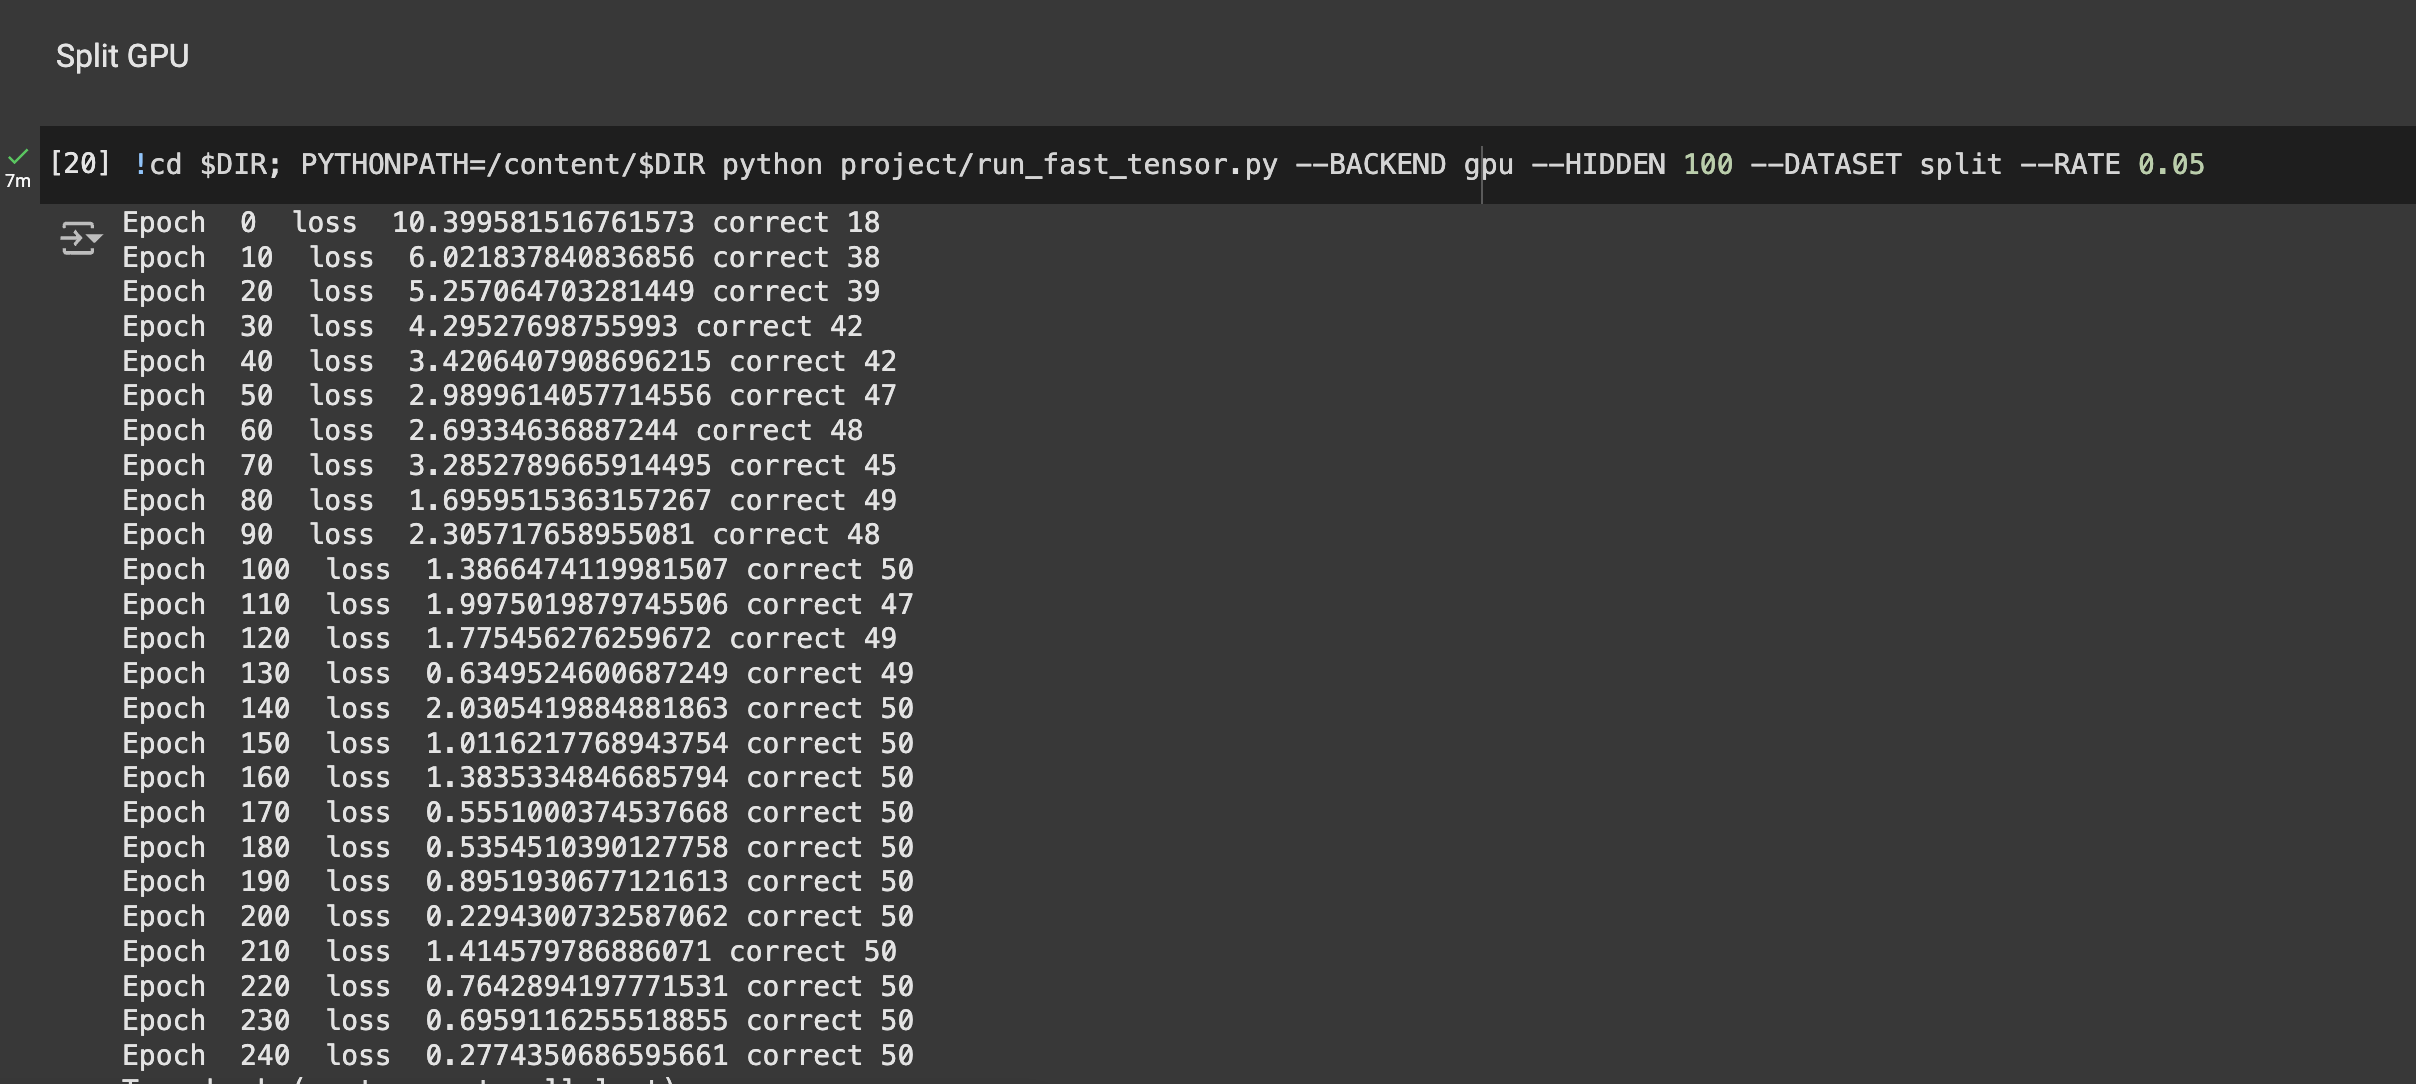 Split GPU
[20] !cd $DIR; PYTHONPATH=/content/$DIR python project/run_fast_tensor.py --BACKEND gpu --HIDDEN 100 --DATASET split --RATE 0.05
7m
Epoch  0  loss  10.399581516761573 correct 18
Epoch  10  loss  6.021837840836856 correct 38
Epoch  20  loss  5.257064703281449 correct 39
Epoch  30  loss  4.29527698755993 correct 42
Epoch  40  loss  3.4206407908696215 correct 42
Epoch  50  loss  2.9899614057714556 correct 47
Epoch  60  loss  2.69334636887244 correct 48
Epoch  70  loss  3.2852789665914495 correct 45
Epoch  80  loss  1.6959515363157267 correct 49
Epoch  90  loss  2.305717658955081 correct 48
Epoch  100  loss  1.3866474119981507 correct 50
Epoch  110  loss  1.9975019879745506 correct 47
Epoch  120  loss  1.775456276259672 correct 49
Epoch  130  loss  0.6349524600687249 correct 49
Epoch  140  loss  2.0305419884881863 correct 50
Epoch  150  loss  1.0116217768943754 correct 50
Epoch  160  loss  1.3835334846685794 correct 50
Epoch  170  loss  0.5551000374537668 correct 50
Epoch  180  loss  0.5354510390127758 correct 50
Epoch  190  loss  0.8951930677121613 correct 50
Epoch  200  loss  0.2294300732587062 correct 50
Epoch  210  loss  1.414579786886071 correct 50
Epoch  220  loss  0.7642894197771531 correct 50
Epoch  230  loss  0.6959116255518855 correct 50
Epoch  240  loss  0.2774350686595661 correct 50